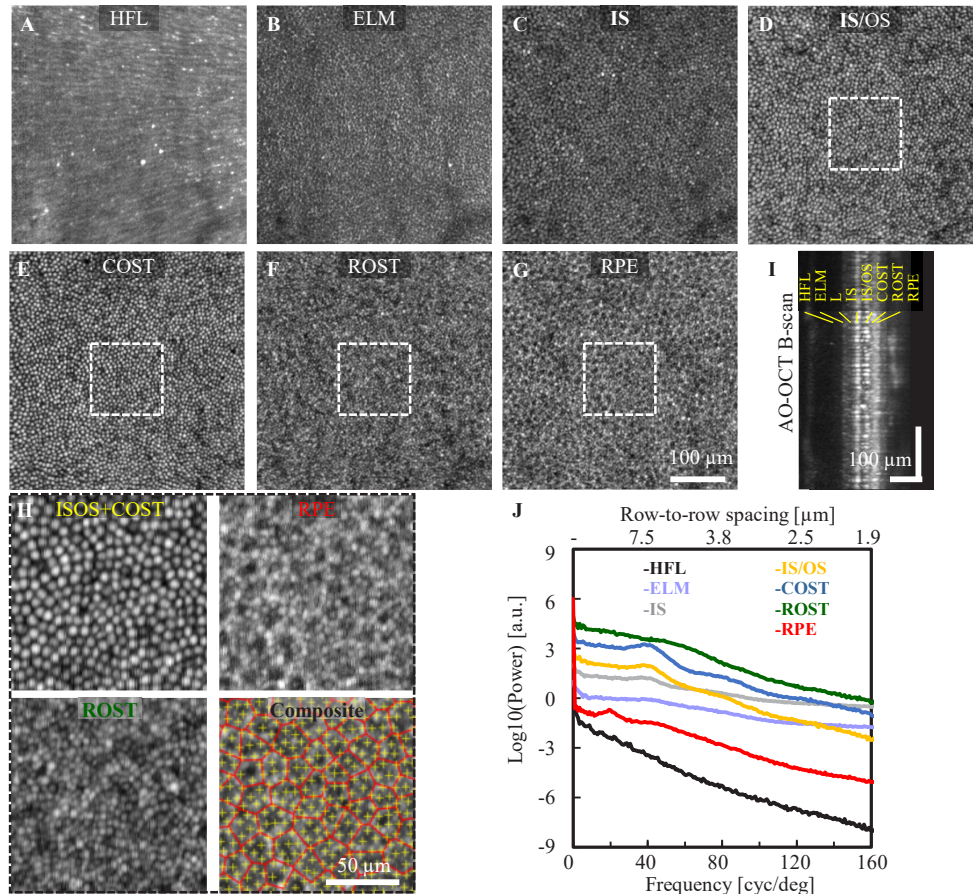 A HFL
B ELM
C IS
D IS/OS
E COST
F ROST
G RPE
100 µm
I
HFL
ELM
L
IS
IS/OS
COST
ROST
RPE
AO-OCT B-scan
100 µm
H ISOS+COST
RPE
ROST
Composite
50 µm
J
Row-to-row spacing [µm]
- 7.5 3.8 2.5 1.9
Log10(Power) [a.u.]
9
6
3
0
-3
-6
-9
-HFL
-ELM
-IS
-IS/OS
-COST
-ROST
-RPE
0 40 80 120 160
Frequency [cyc/deg]